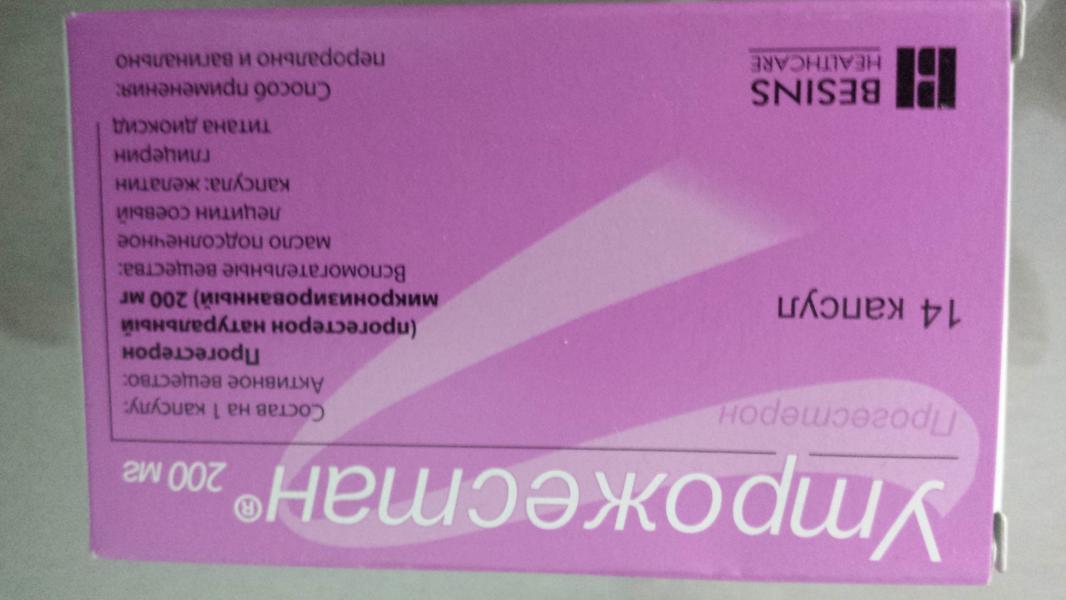 Утрожестан® 200 мг
Прогестерон
14 капсул
BESINS
HEALTHCARE
Состав на 1 капсулу:
Активное вещество:
Прогестерон
(прогестерон натуральный
микронизированный) 200 мг
Вспомогательные вещества:
масло подсолнечное
лецитин соевый
капсула: желатин
глицерин
титана диоксид
Способ применения:
перорально и вагинально